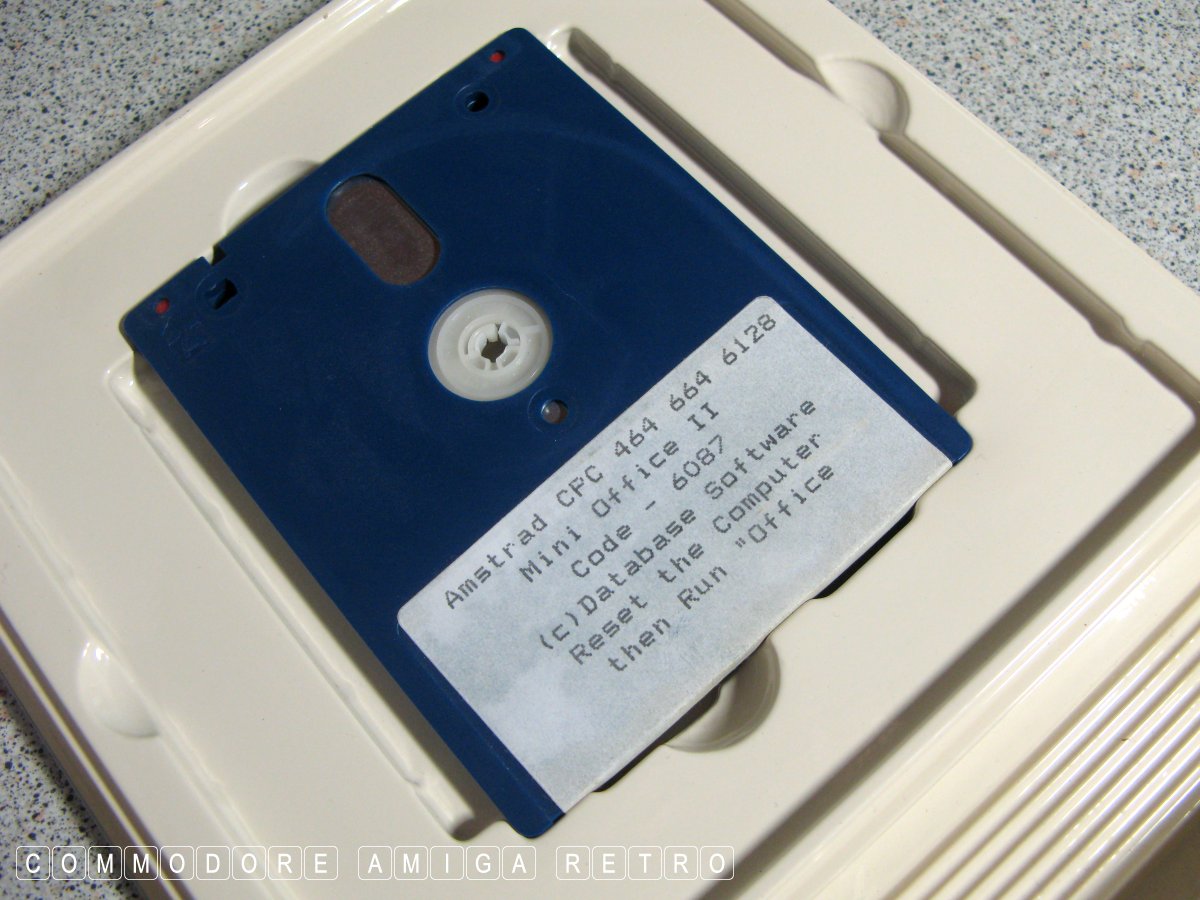 Amstrad CPC 464 664 6128
Mini Office II
Code - 6087
(c)Database Software
Reset the Computer
then Run "Office
COMMODORE AMIGA RETRO